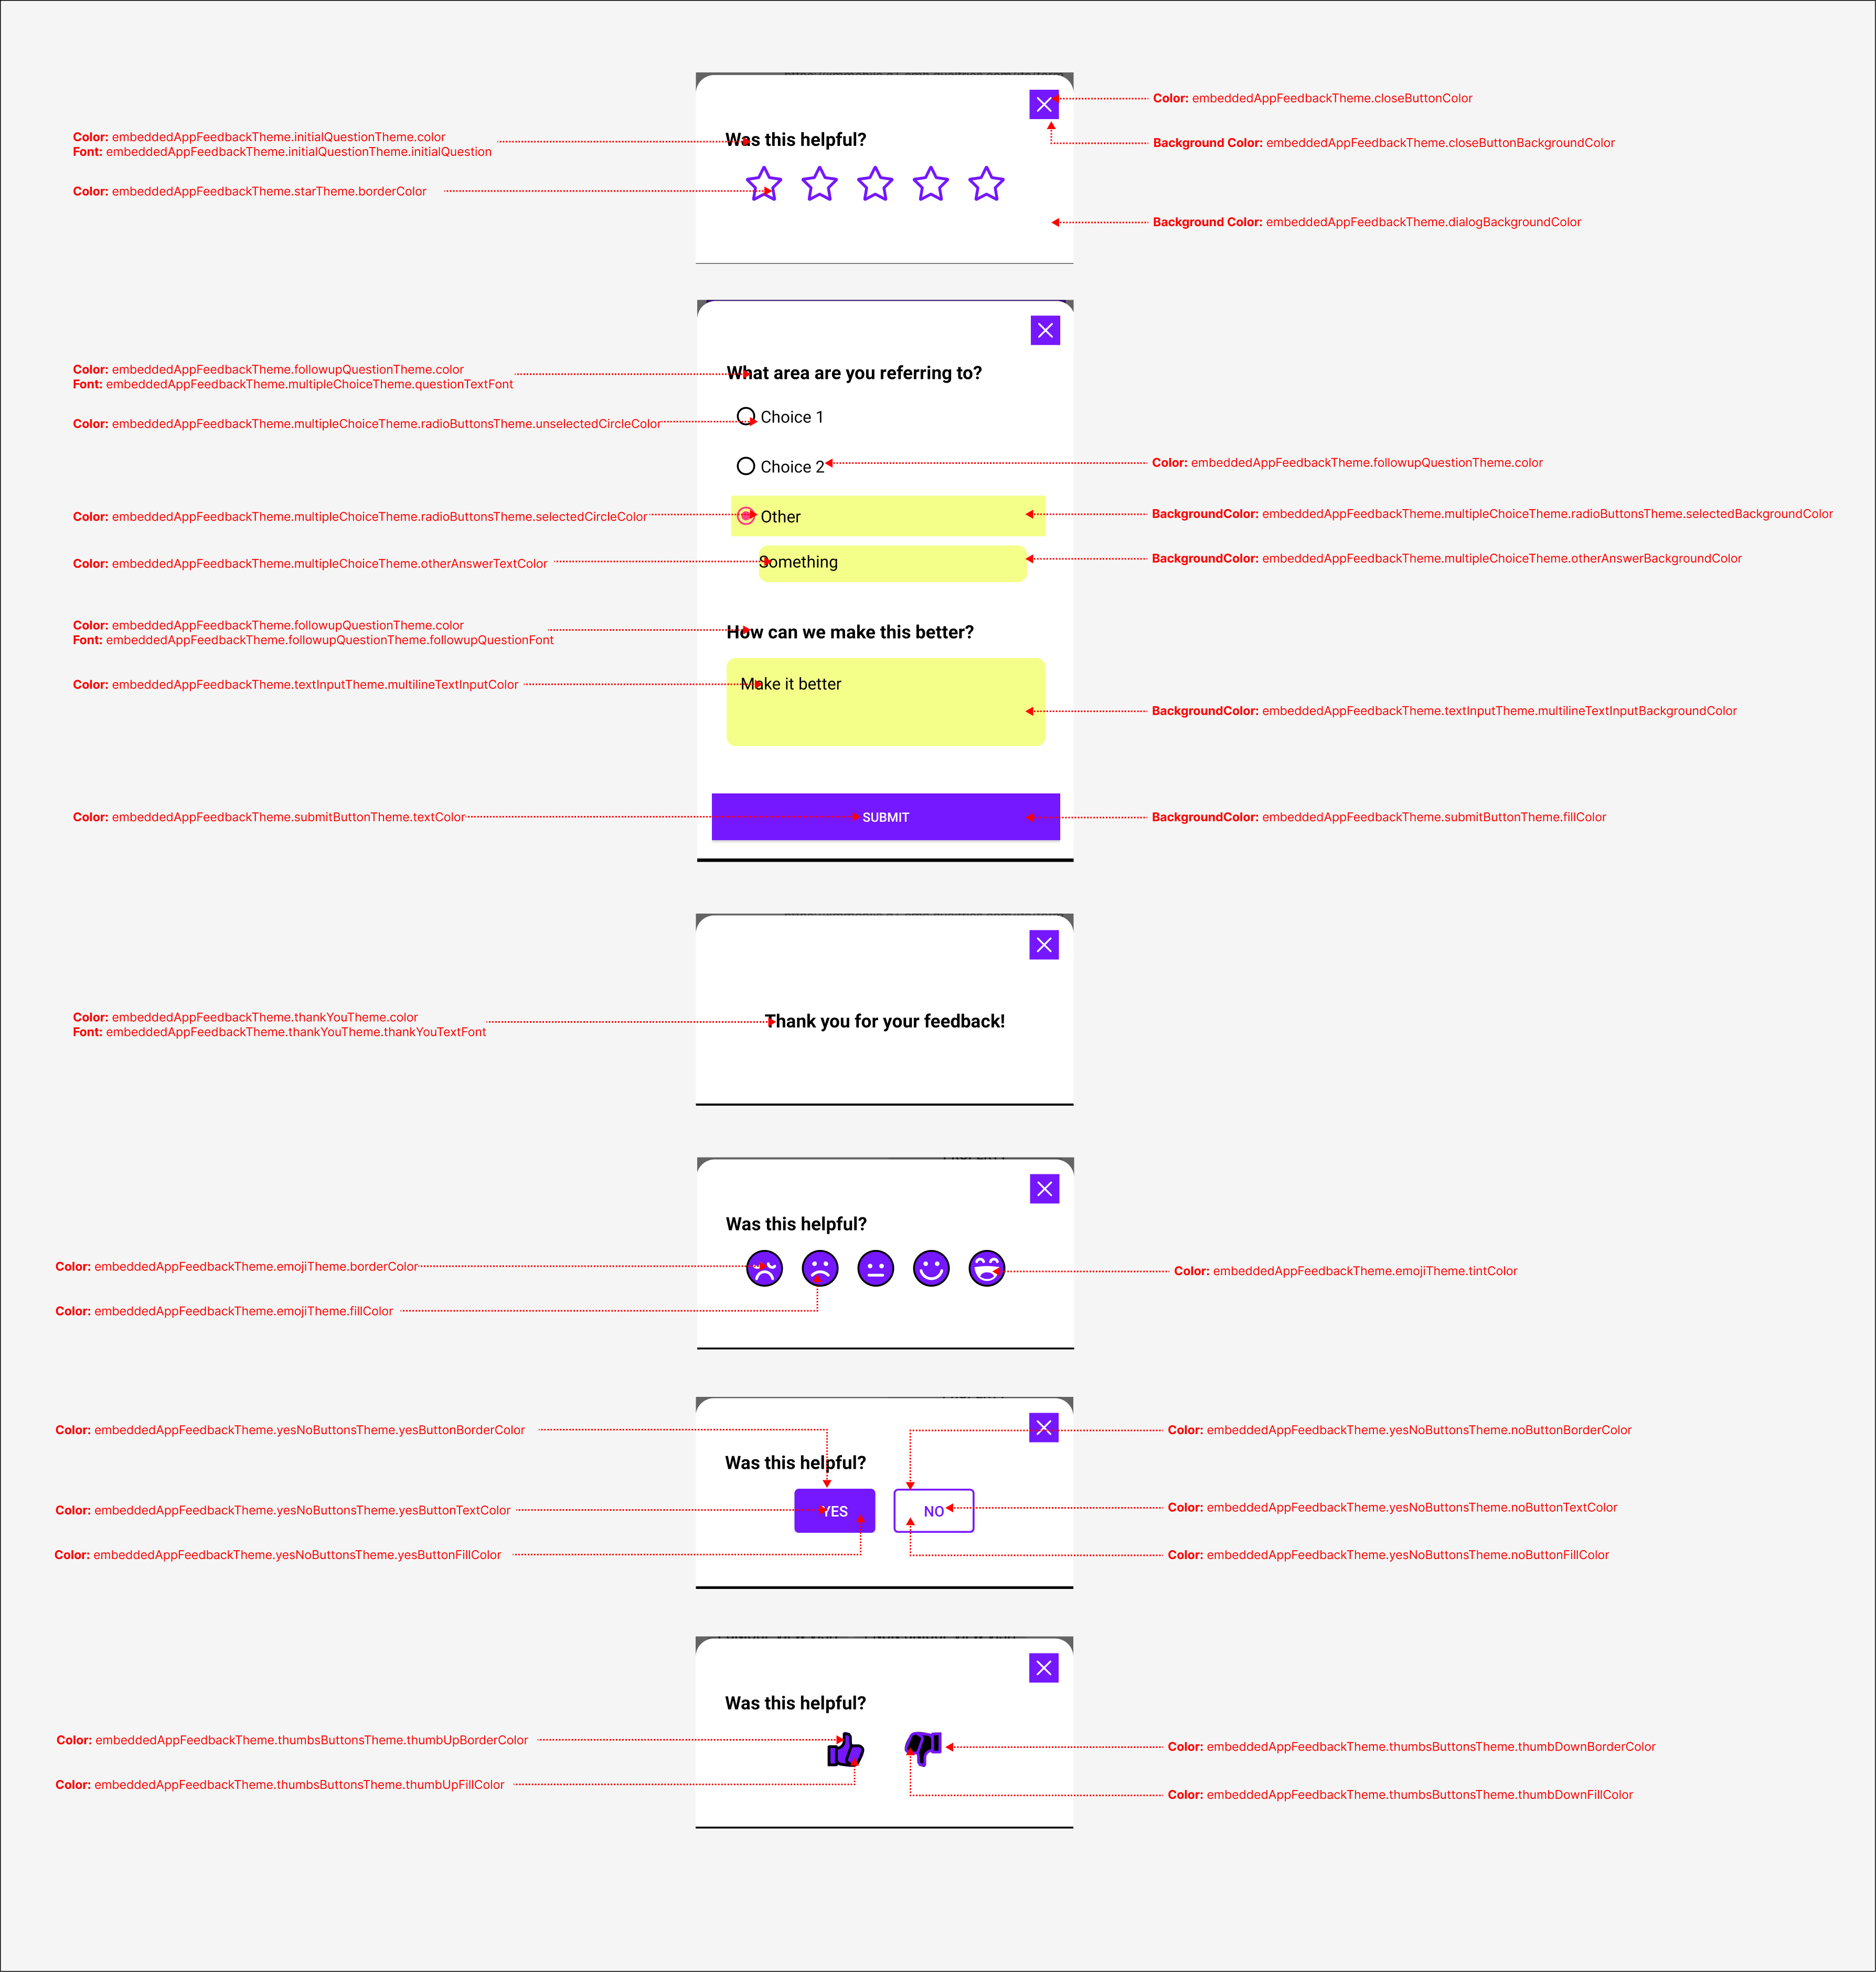 Color: embeddedAppFeedbackTheme.closeButtonColor
Color: embeddedAppFeedbackTheme.initialQuestionTheme.color
Font: embeddedAppFeedbackTheme.initialQuestionTheme.initialQuestion
Was this helpful?
Background Color: embeddedAppFeedbackTheme.closeButtonBackgroundColor
Color: embeddedAppFeedbackTheme.starTheme.borderColor
Background Color: embeddedAppFeedbackTheme.dialogBackgroundColor
Color: embeddedAppFeedbackTheme.followupQuestionTheme.color
Font: embeddedAppFeedbackTheme.multipleChoiceTheme.questionTextFont
What area are you referring to?
Color: embeddedAppFeedbackTheme.multipleChoiceTheme.radioButtonsTheme.unselectedCircleColor
Choice 1
Choice 2
Color: embeddedAppFeedbackTheme.followupQuestionTheme.color
Color: embeddedAppFeedbackTheme.multipleChoiceTheme.radioButtonsTheme.selectedCircleColor
Other
BackgroundColor: embeddedAppFeedbackTheme.multipleChoiceTheme.radioButtonsTheme.selectedBackgroundColor
Color: embeddedAppFeedbackTheme.multipleChoiceTheme.otherAnswerTextColor
Something
BackgroundColor: embeddedAppFeedbackTheme.multipleChoiceTheme.otherAnswerBackgroundColor
Color: embeddedAppFeedbackTheme.followupQuestionTheme.color
Font: embeddedAppFeedbackTheme.followupQuestionTheme.followupQuestionFont
How can we make this better?
Color: embeddedAppFeedbackTheme.textInputTheme.multilineTextInputColor
Make it better
BackgroundColor: embeddedAppFeedbackTheme.textInputTheme.multilineTextInputBackgroundColor
Color: embeddedAppFeedbackTheme.submitButtonTheme.textColor
SUBMIT
BackgroundColor: embeddedAppFeedbackTheme.submitButtonTheme.fillColor
Color: embeddedAppFeedbackTheme.thankYouTheme.color
Font: embeddedAppFeedbackTheme.thankYouTheme.thankYouTextFont
Thank you for your feedback!
Was this helpful?
Color: embeddedAppFeedbackTheme.emojiTheme.borderColor
Color: embeddedAppFeedbackTheme.emojiTheme.tintColor
Color: embeddedAppFeedbackTheme.emojiTheme.fillColor
Color: embeddedAppFeedbackTheme.yesNoButtonsTheme.yesButtonBorderColor
Color: embeddedAppFeedbackTheme.yesNoButtonsTheme.noButtonBorderColor
Was this helpful?
Color: embeddedAppFeedbackTheme.yesNoButtonsTheme.yesButtonTextColor
YES
NO
Color: embeddedAppFeedbackTheme.yesNoButtonsTheme.noButtonTextColor
Color: embeddedAppFeedbackTheme.yesNoButtonsTheme.yesButtonFillColor
Color: embeddedAppFeedbackTheme.yesNoButtonsTheme.noButtonFillColor
Was this helpful?
Color: embeddedAppFeedbackTheme.thumbsButtonsTheme.thumbUpBorderColor
Color: embeddedAppFeedbackTheme.thumbsButtonsTheme.thumbDownBorderColor
Color: embeddedAppFeedbackTheme.thumbsButtonsTheme.thumbUpFillColor
Color: embeddedAppFeedbackTheme.thumbsButtonsTheme.thumbDownFillColor